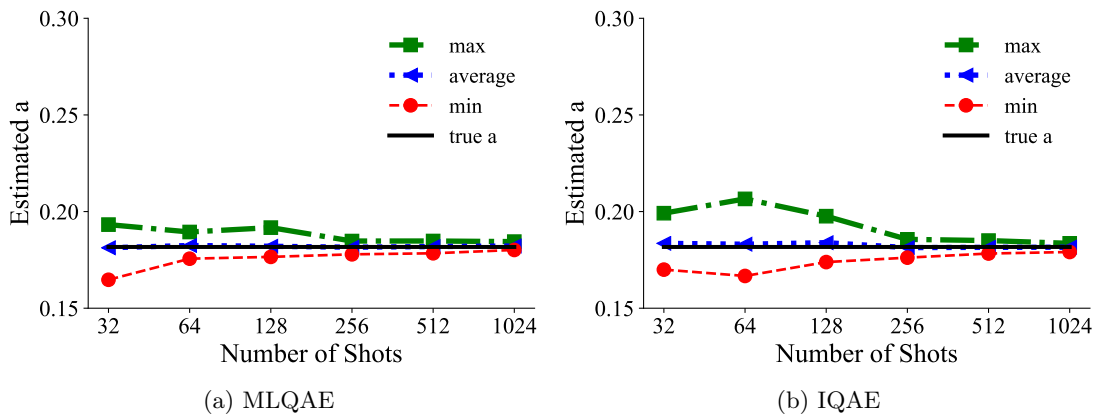 0.30
0.25
0.20
0.15
Estimated a
max
average
min
true a
32 64 128 256 512 1024
Number of Shots
(a) MLQAE
0.30
0.25
0.20
0.15
Estimated a
max
average
min
true a
32 64 128 256 512 1024
Number of Shots
(b) IQAE